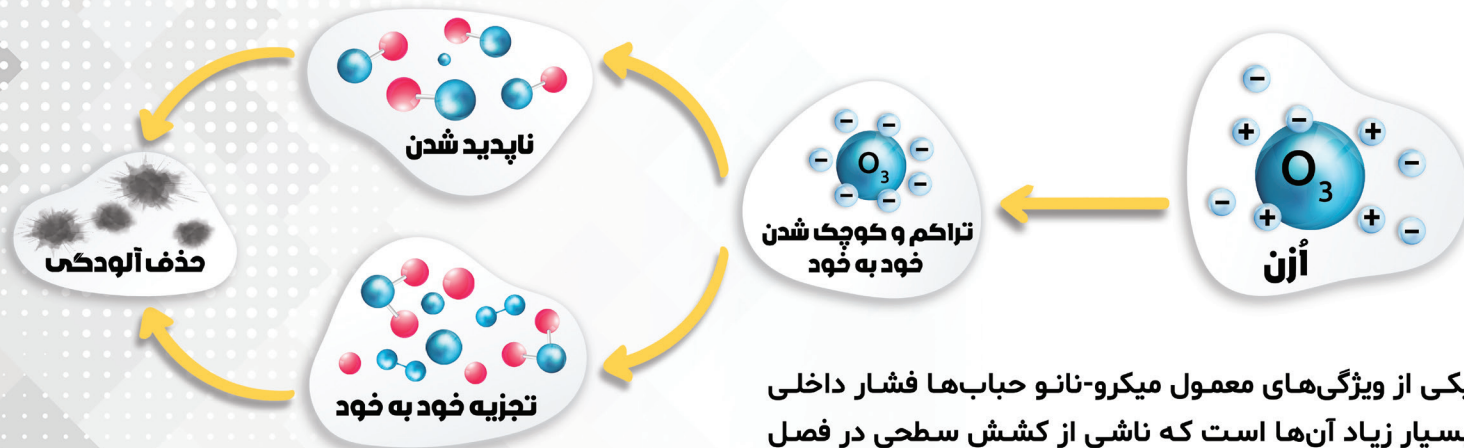 O3
اُزن
O3
تراکم و کوچک شدن
خود به خود
ناپدید شدن
تجزیه خود به خود
حذف آلودگی
یکی از ویژگی‌های معمول میکرو-نانو حباب‌ها فشار داخلی
بسیار زیاد آن‌ها است که ناشی از کشش سطحی در فصل